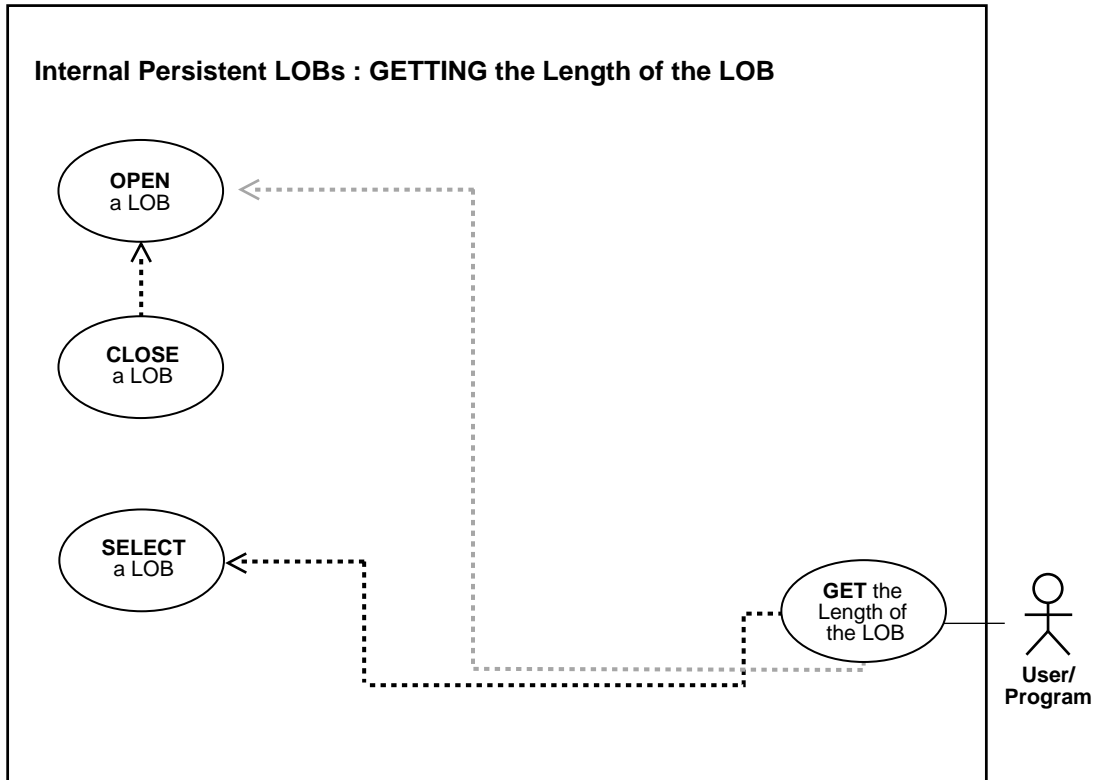 Internal Persistent LOBs : GETTING the Length of the LOB
OPEN
a LOB
CLOSE
a LOB
SELECT
a LOB
GET the
Length of
the LOB
User/
Program